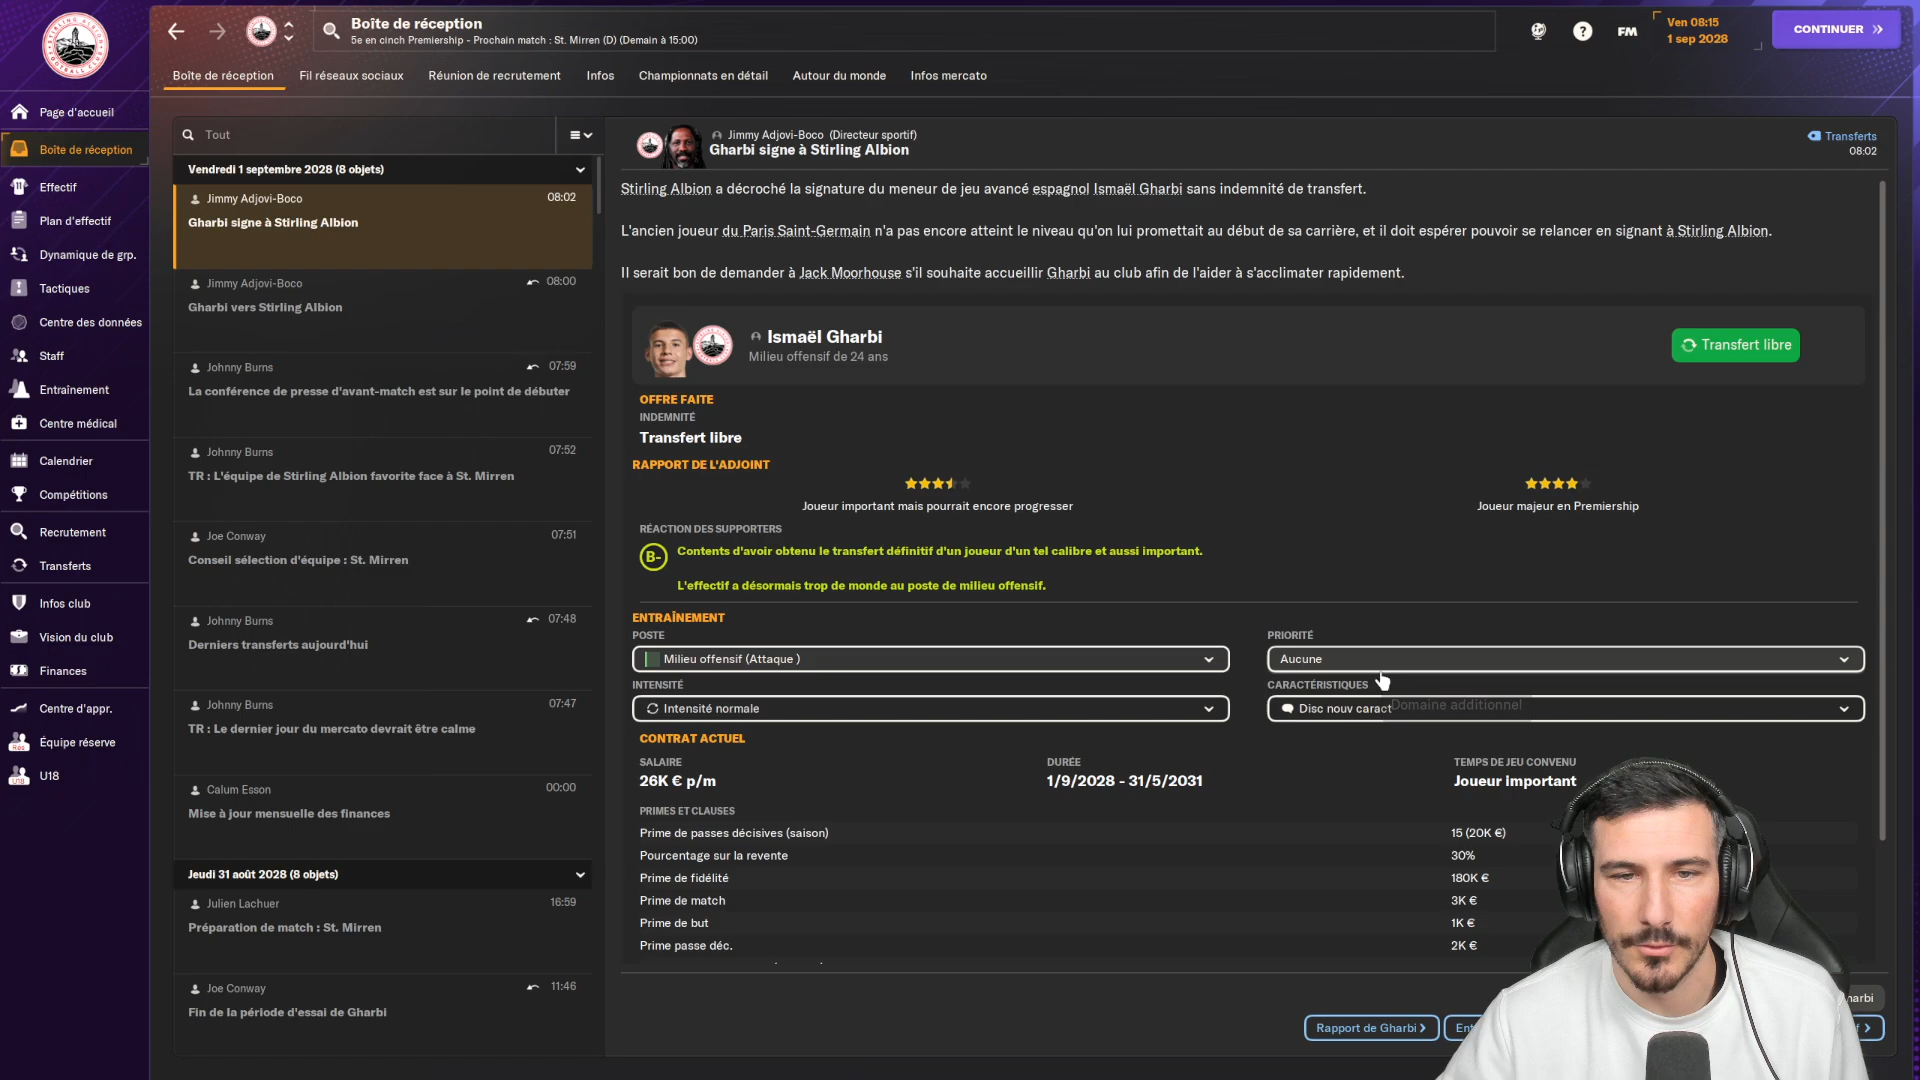 Boîte de réception
5e en cinch Premiership - Prochain match : St. Mirren (D) (Demain à 15:00)
FM
Ven 08:15
1 sep 2028
CONTINUER
Boîte de réception
Fil réseaux sociaux
Réunion de recrutement
Infos
Championnats en détail
Autour du monde
Infos mercato
Page d'accueil
Boîte de réception
Effectif
Plan d'effectif
Dynamique de grp.
Tactiques
Centre des données
Staff
Entraînement
Centre médical
Calendrier
Compétitions
Recrutement
Transferts
Infos club
Vision du club
Finances
Centre d'appr.
Équipe réserve
U18
Tout
Vendredi 1 septembre 2028 (8 objets)
Jimmy Adjovi-Boco 08:02
Gharbi signe à Stirling Albion
Jimmy Adjovi-Boco 08:00
Gharbi vers Stirling Albion
Johnny Burns 07:59
La conférence de presse d'avant-match est sur le point de débuter
Johnny Burns 07:52
TR : L'équipe de Stirling Albion favorite face à St. Mirren
Joe Conway 07:51
Conseil sélection d'équipe : St. Mirren
Johnny Burns 07:48
Derniers transferts aujourd'hui
Johnny Burns 07:47
TR : Le dernier jour du mercato devrait être calme
Calum Esson 00:00
Mise à jour mensuelle des finances
Jeudi 31 août 2028 (8 objets)
Julien Lachuer 16:59
Préparation de match : St. Mirren
Joe Conway 11:46
Fin de la période d'essai de Gharbi
Jimmy Adjovi-Boco (Directeur sportif)
Gharbi signe à Stirling Albion
Transferts
08:02
Stirling Albion a décroché la signature du meneur de jeu avancé espagnol Ismaël Gharbi sans indemnité de transfert.
L'ancien joueur du Paris Saint-Germain n'a pas encore atteint le niveau qu'on lui promettait au début de sa carrière, et il doit espérer pouvoir se relancer en signant à Stirling Albion.
Il serait bon de demander à Jack Moorhouse s'il souhaite accueillir Gharbi au club afin de l'aider à s'acclimater rapidement.
Ismaël Gharbi
Milieu offensif de 24 ans
Transfert libre
OFFRE FAITE
INDEMNITÉ
Transfert libre
RAPPORT DE L'ADJOINT
Joueur important mais pourrait encore progresser
Joueur majeur en Premiership
RÉACTION DES SUPPORTERS
B-
Contents d'avoir obtenu le transfert définitif d'un joueur d'un tel calibre et aussi important.
L'effectif a désormais trop de monde au poste de milieu offensif.
ENTRAÎNEMENT
POSTE
Milieu offensif (Attaque )
PRIORITÉ
Aucune
INTENSITÉ
Intensité normale
CARACTÉRISTIQUES
Disc nouv caract
Domaine additionnel
CONTRAT ACTUEL
SALAIRE
26K € p/m
DURÉE
1/9/2028 - 31/5/2031
TEMPS DE JEU CONVENU
Joueur important
PRIMES ET CLAUSES
Prime de passes décisives (saison) 15 (20K €)
Pourcentage sur la revente 30%
Prime de fidélité 180K €
Prime de match 3K €
Prime de but 1K €
Prime passe déc. 2K €
Rapport de Gharbi